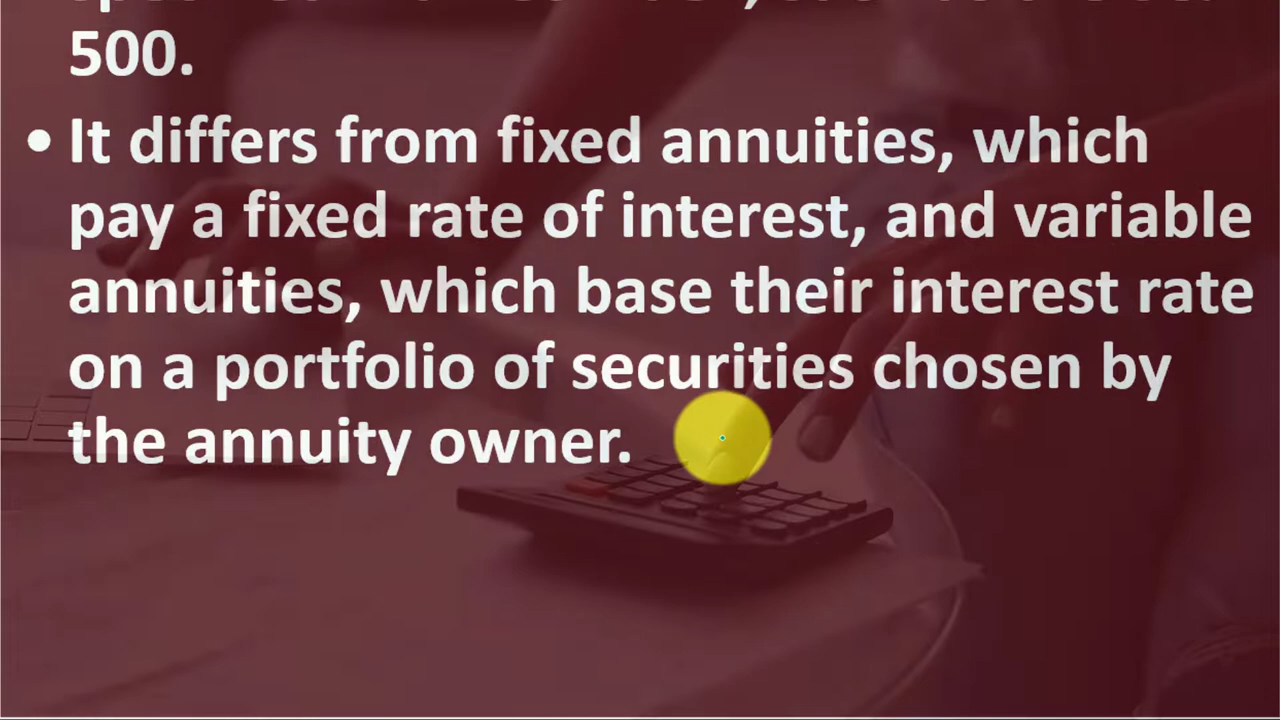 500.
• It differs from fixed annuities, which
pay a fixed rate of interest, and variable
annuities, which base their interest rate
on a portfolio of securities chosen by
the annuity owner.